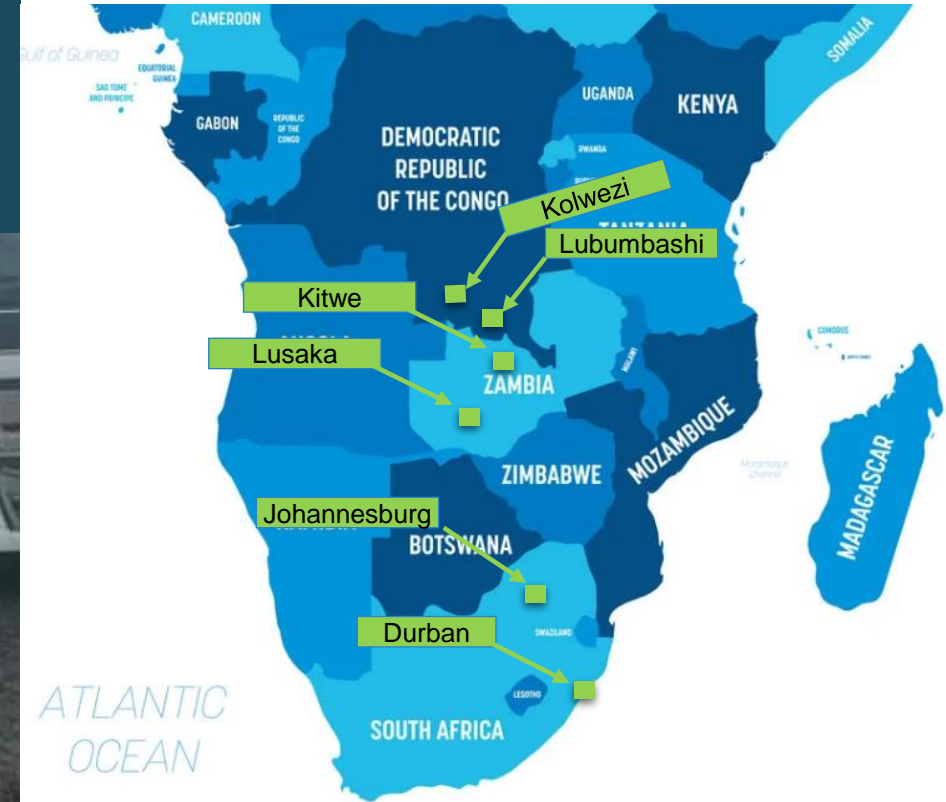 CAMEROON
Gulf of Guinea
EQUATORIAL
GUINEA
SAO TOME
AND PRINCIPE
GABON
REPUBLIC
OF THE
CONGO
DEMOCRATIC
REPUBLIC
OF THE CONGO
UGANDA
KENYA
SOMALIA
RWANDA
Kolwezi
TANZANIA
Lubumbashi
Kitwe
Lusaka
ZAMBIA
MALAWI
COMOROS
MOZAMBIQUE
Mozambique
Channel
MADAGASCAR
ZIMBABWE
Johannesburg
BOTSWANA
Durban
SWAZILAND
LESOTHO
SOUTH AFRICA
ATLANTIC
OCEAN